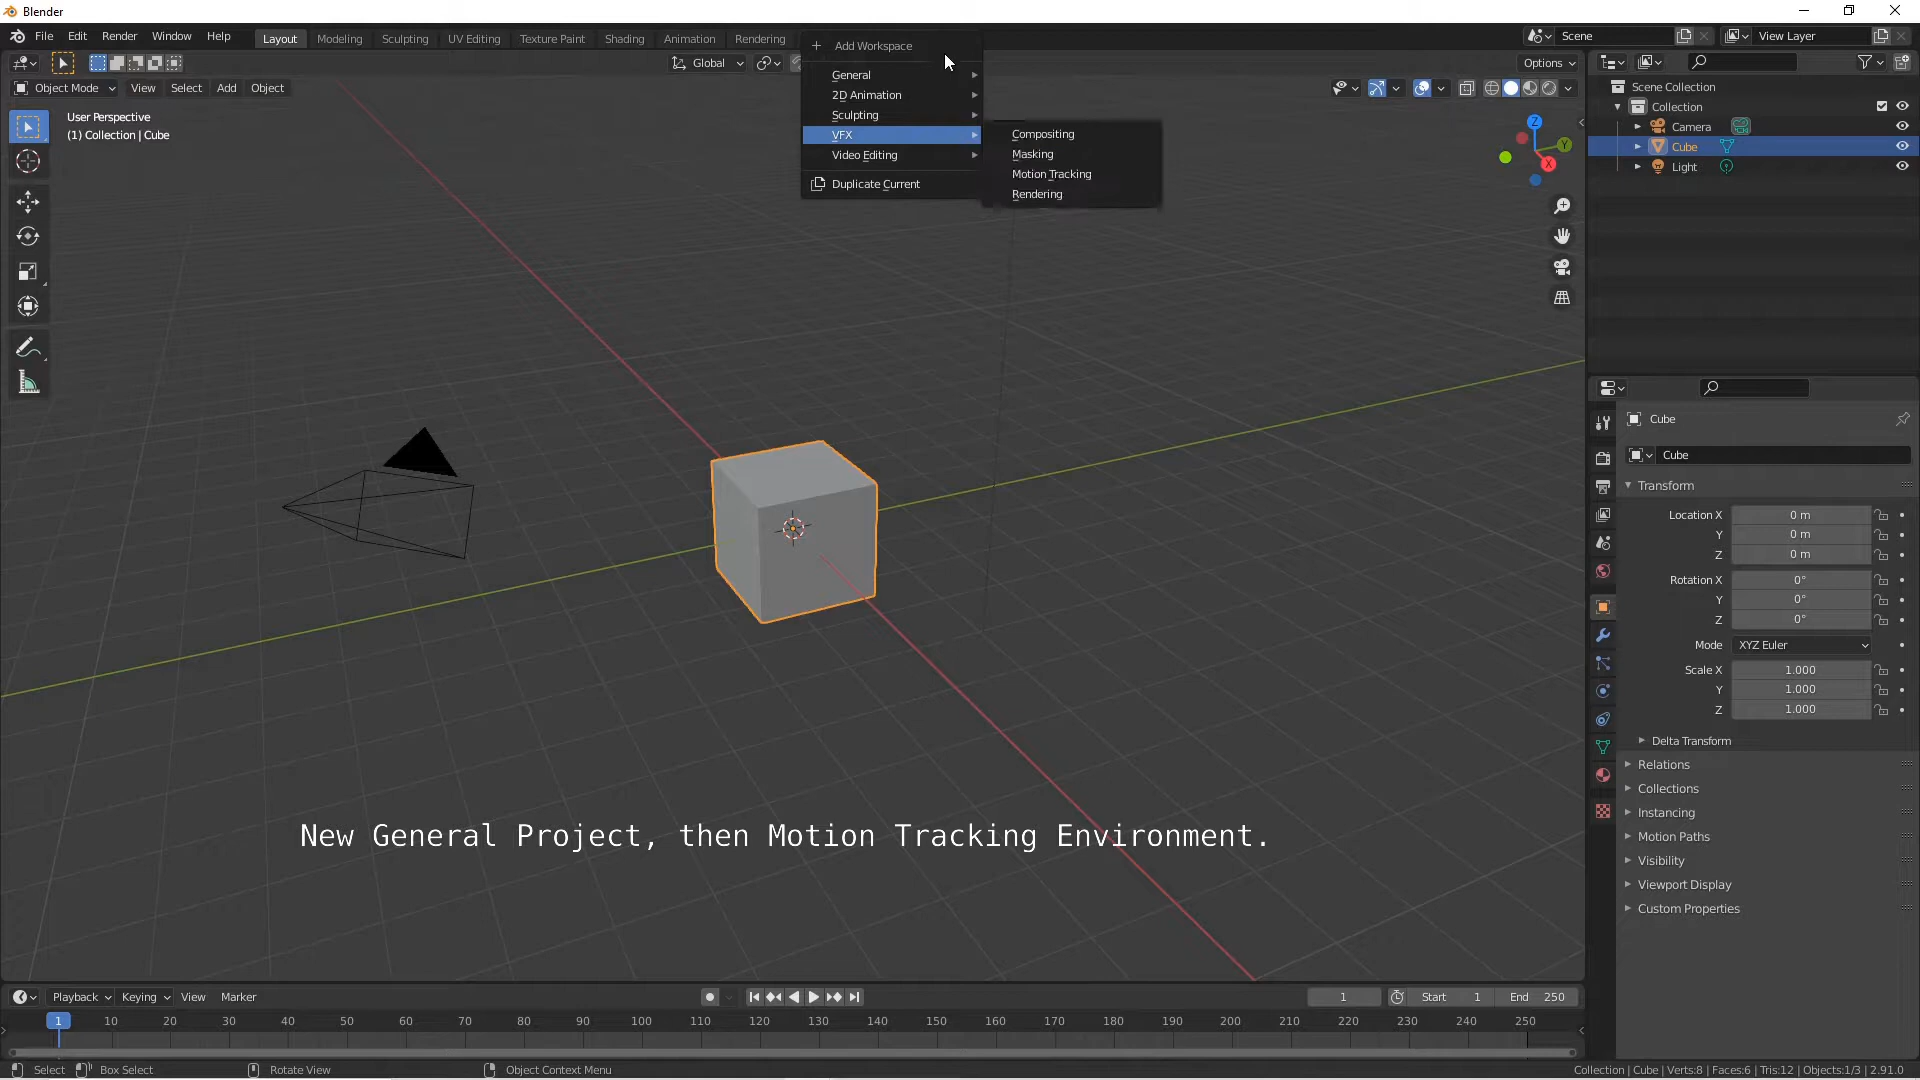 Blender
File Edit Render Window Help
Layout Modeling Sculpting UV Editing Texture Paint Shading Animation Rendering
Scene
View Layer
Global
Options
Object Mode View Select Add Object
User Perspective
(1) Collection | Cube
Add Workspace
General
2D Animation
Sculpting
VFX
Video Editing
Duplicate Current
Compositing
Masking
Motion Tracking
Rendering
Z
Y
X
Scene Collection
Collection
Camera
Cube
Light
Cube
Cube
Transform
Location X 0 m
Y 0 m
Z 0 m
Rotation X 0°
Y 0°
Z 0°
Mode XYZ Euler
Scale X 1.000
Y 1.000
Z 1.000
Delta Transform
Relations
Collections
Instancing
Motion Paths
Visibility
Viewport Display
Custom Properties
New General Project, then Motion Tracking Environment.
Playback Keying View Marker
1 Start 1 End 250
1 10 20 30 40 50 60 70 80 90 100 110 120 130 140 150 160 170 180 190 200 210 220 230 240 250
Select Box Select Rotate View Object Context Menu
Collection | Cube | Verts:8 | Faces:6 | Tris:12 | Objects:1/3 | 2.91.0